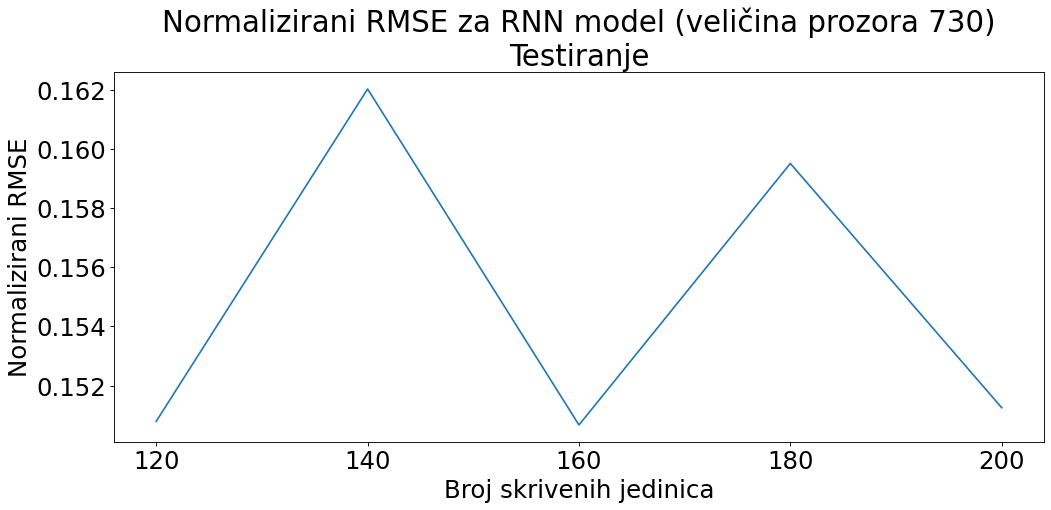 Normalizirani RMSE za RNN model (veličina prozora 730)
Testiranje
Normalizirani RMSE
0.162
0.160
0.158
0.156
0.154
0.152
120 140 160 180 200
Broj skrivenih jedinica